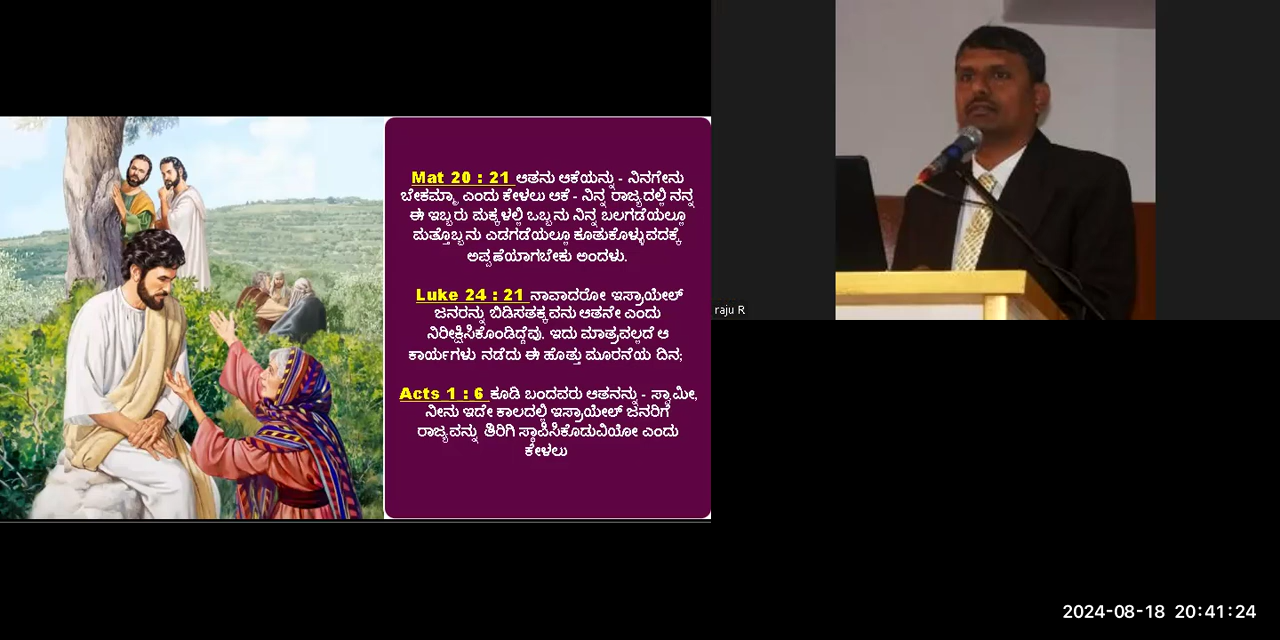 Mat 20 : 21 ಆತನು ಆಕೆಯನ್ನು - ನಿನಗೇನು
ಬೇಕಮ್ಮಾ ಎಂದು ಕೇಳಲು ಆಕೆ - ನಿನ್ನ ರಾಜ್ಯದಲ್ಲಿ ನನ್ನ
ಈ ಇಬ್ಬರು ಮಕ್ಕಳಲ್ಲಿ ಒಬ್ಬನು ನಿನ್ನ ಬಲಗಡೆಯಲ್ಲೂ
ಮತ್ತೊಬ್ಬನು ಎಡಗಡೆಯಲ್ಲೂ ಕೂತುಕೊಳ್ಳುವದಕ್ಕೆ
ಅಪ್ಪಣೆಯಾಗಬೇಕು ಅಂದಳು.
Luke 24 : 21 ನಾವಾದರೋ ಇಸ್ರಾಯೇಲ್
ಜನರನ್ನು ಬಿಡಿಸತಕ್ಕವನು ಆತನೇ ಎಂದು
ನಿರೀಕ್ಷಿಸಿಕೊಂಡಿದ್ದೆವು. ಇದು ಮಾತ್ರವಲ್ಲದೆ ಆ
ಕಾರ್ಯಗಳು ನಡೆದು ಈ ಹೊತ್ತು ಮೂರನೆಯ ದಿನ;
Acts 1 : 6 ಕೂಡಿ ಬಂದವರು ಆತನನ್ನು - ಸ್ವಾಮೀ,
ನೀನು ಇದೇ ಕಾಲದಲ್ಲಿ ಇಸ್ರಾಯೇಲ್ ಜನರಿಗೆ
ರಾಜ್ಯವನ್ನು ತಿರಿಗಿ ಸ್ಥಾಪಿಸಿಕೊಡುವಿಯೋ ಎಂದು
ಕೇಳಲು
raju R
2024-08-18 20:41:24